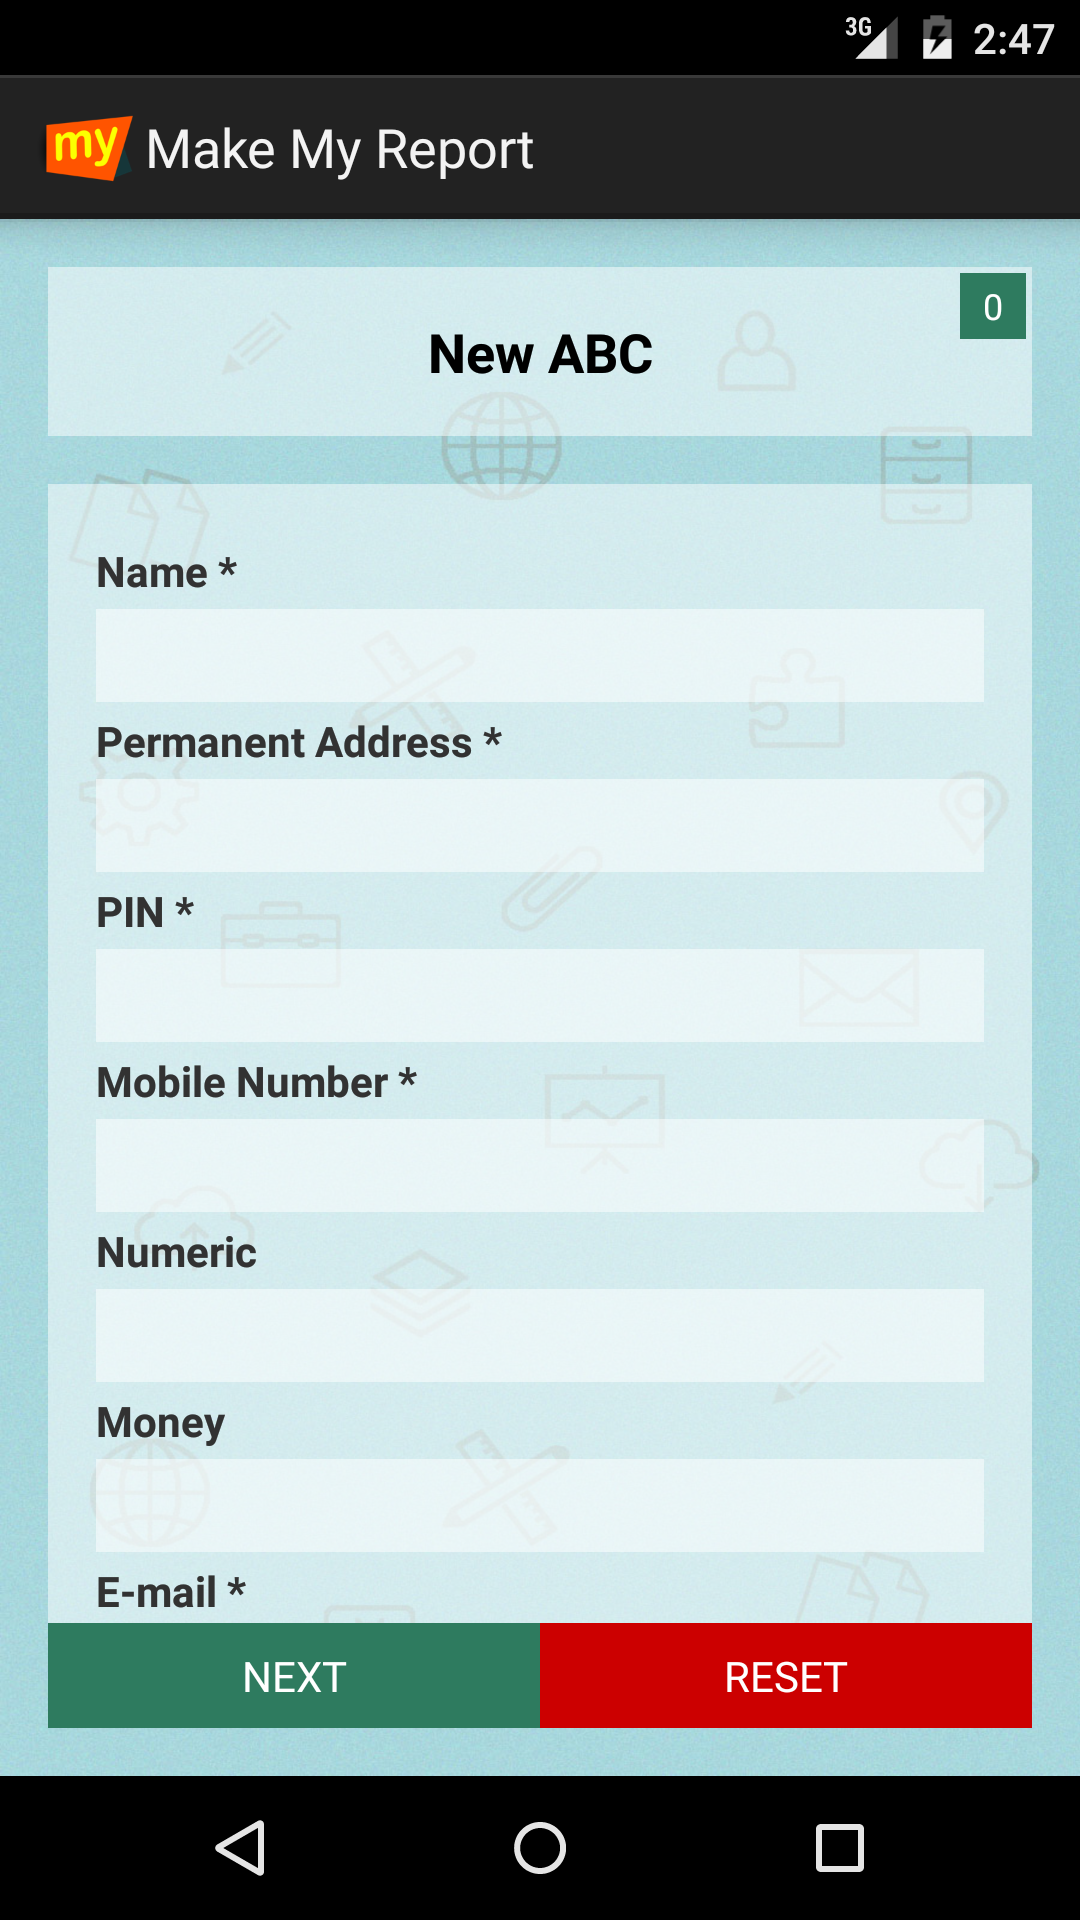 3G 2:47
my Make My Report
0
New ABC
Name *
Permanent Address *
PIN *
Mobile Number *
Numeric
Money
E-mail *
NEXT RESET